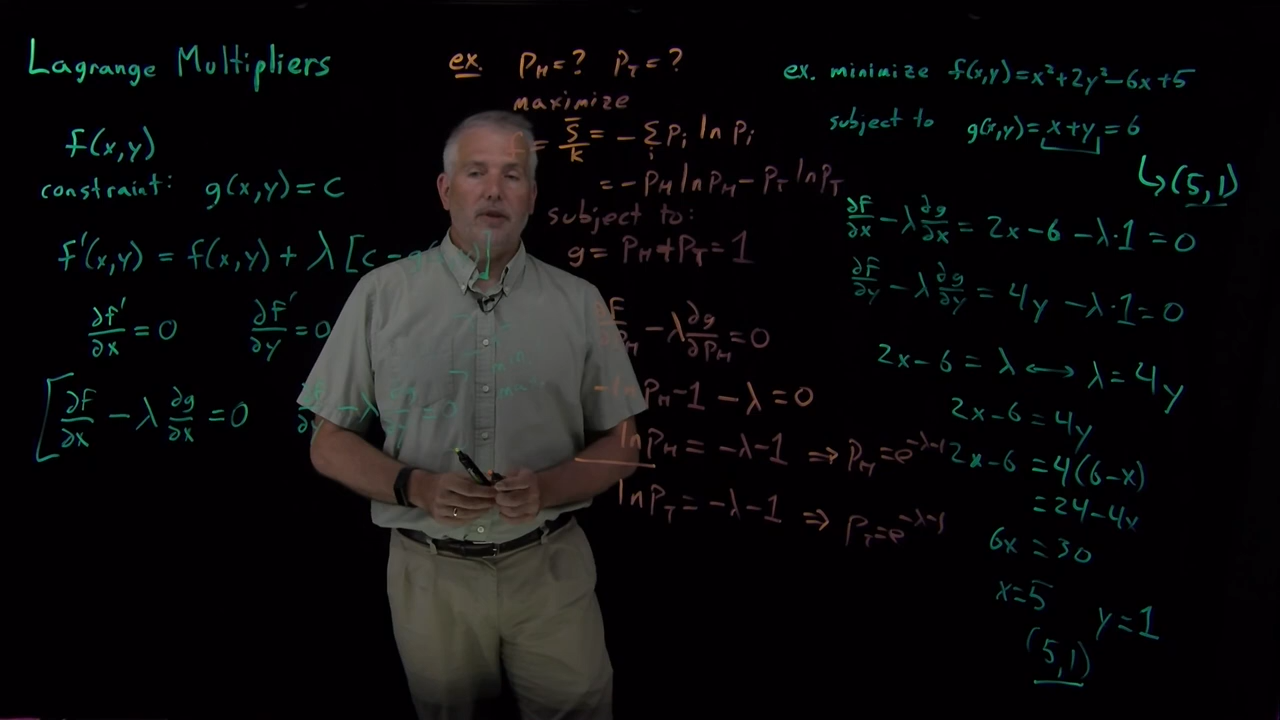 Lagrange Multipliers
f(x,y)
constraint: g(x,y) = c
f'(x,y) = f(x,y) + λ [c - g
∂f'/∂x = 0 ∂f'/∂y = 0
[∂f/∂x - λ ∂g/∂x = 0 ∂f/∂y - λ ∂g/∂y = 0
ex. P_H = ? P_T = ?
maximize
S̄/k = - Σ_i P_i ln P_i
= - P_H ln P_H - P_T ln P_T
subject to:
g = P_H + P_T = 1
∂f/∂P_H - λ ∂g/∂P_H = 0
- ln P_H - 1 - λ = 0
ln P_H = -λ-1 ⇒ P_H = e^{-λ-1}
ln P_T = -λ-1 ⇒ P_T = e^{-λ-1}
ex. minimize f(x,y) = x² + 2y² - 6x + 5
subject to g(x,y) = x+y = 6
↳ (5,1)
∂f/∂x - λ ∂g/∂x = 2x - 6 - λ·1 = 0
∂f/∂y - λ ∂g/∂y = 4y - λ·1 = 0
2x - 6 = λ ⟷ λ = 4y
2x - 6 = 4y
2x - 6 = 4(6-x)
= 24 - 4x
6x = 30
x = 5 y = 1
(5,1)